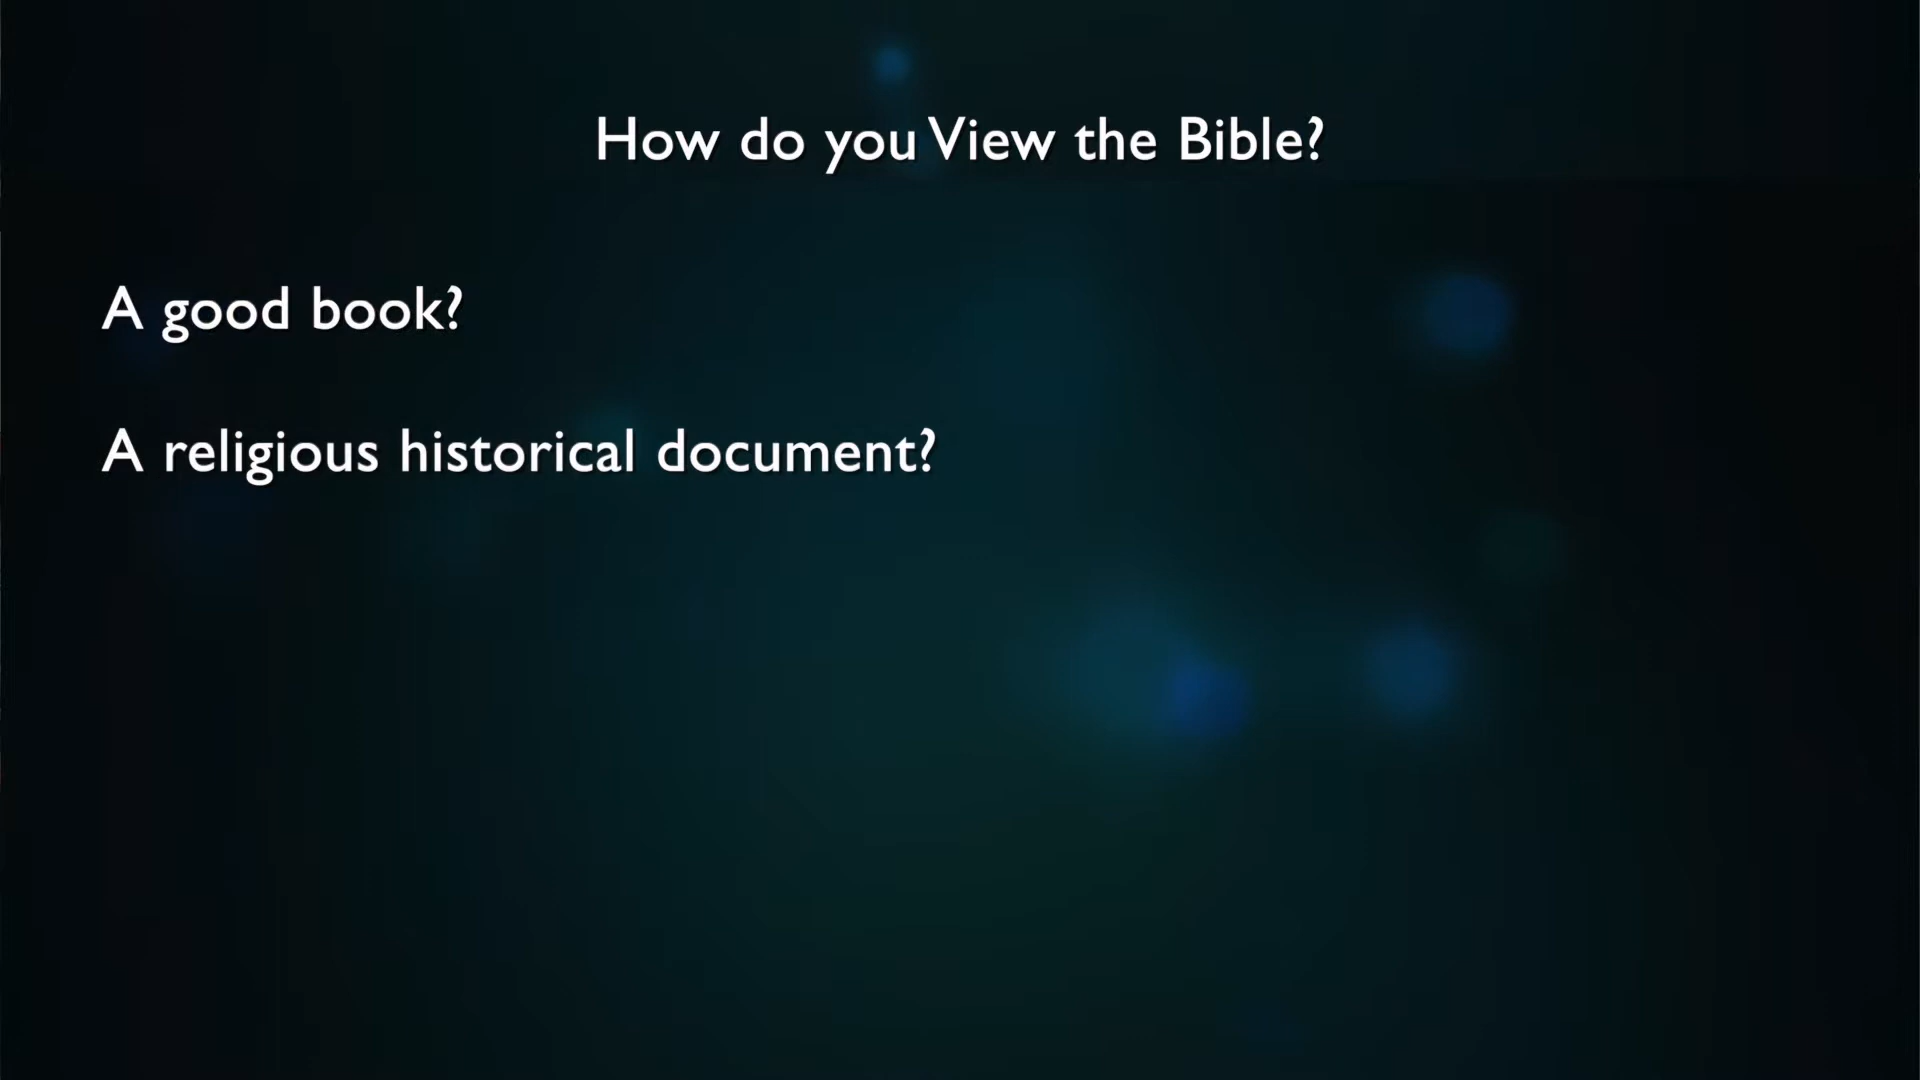 How do you View the Bible?
A good book?
A religious historical document?